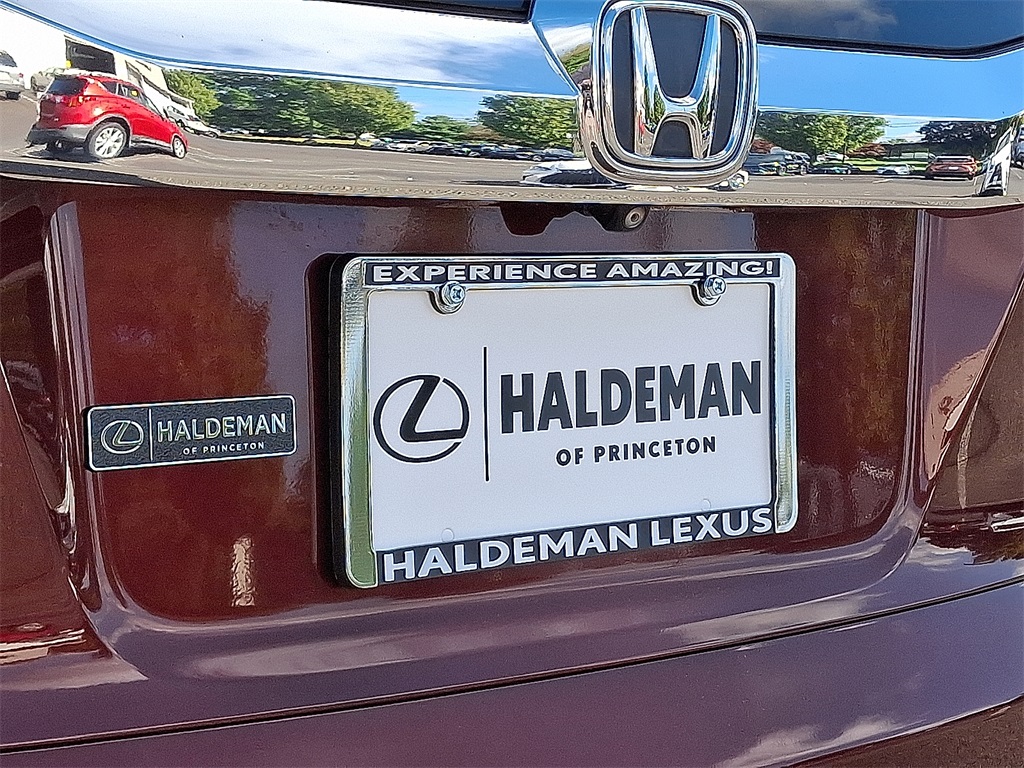 EXPERIENCE AMAZING!
HALDEMAN
OF PRINCETON
HALDEMAN LEXUS
HALDEMAN
OF PRINCETON